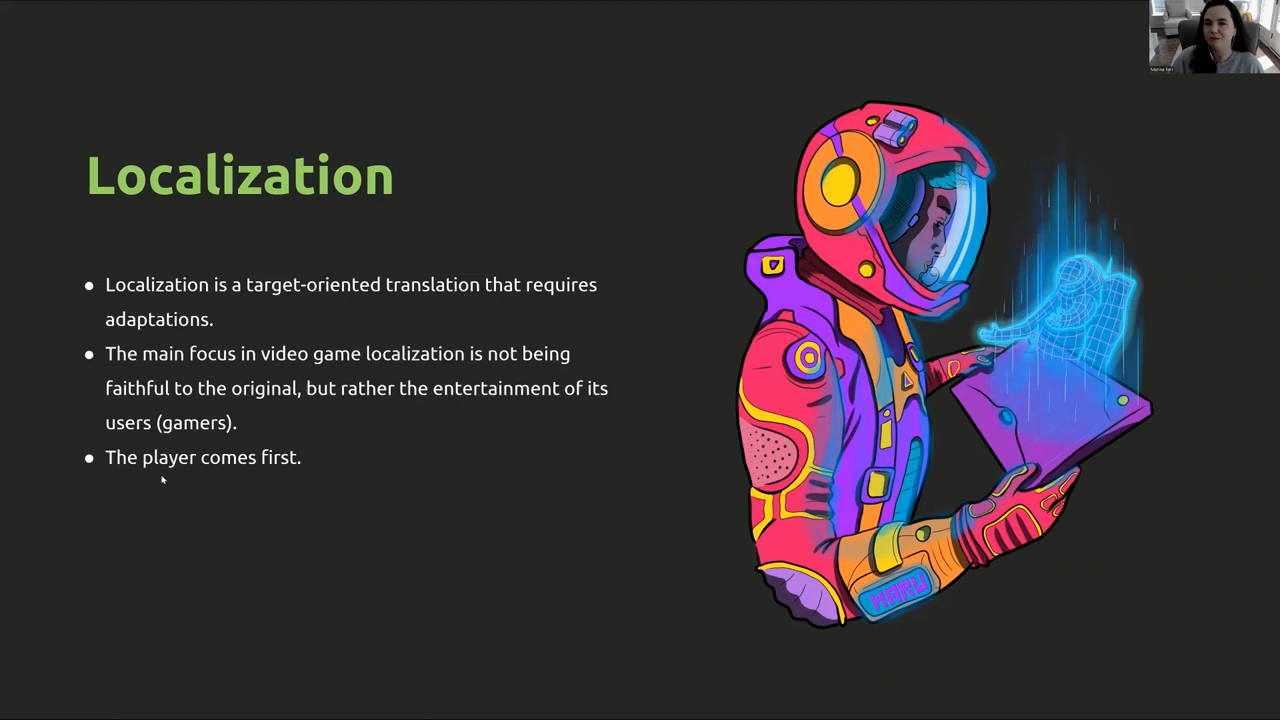 Localization
● Localization is a target-oriented translation that requires
adaptations.
● The main focus in video game localization is not being
faithful to the original, but rather the entertainment of its
users (gamers).
● The player comes first.
HARU